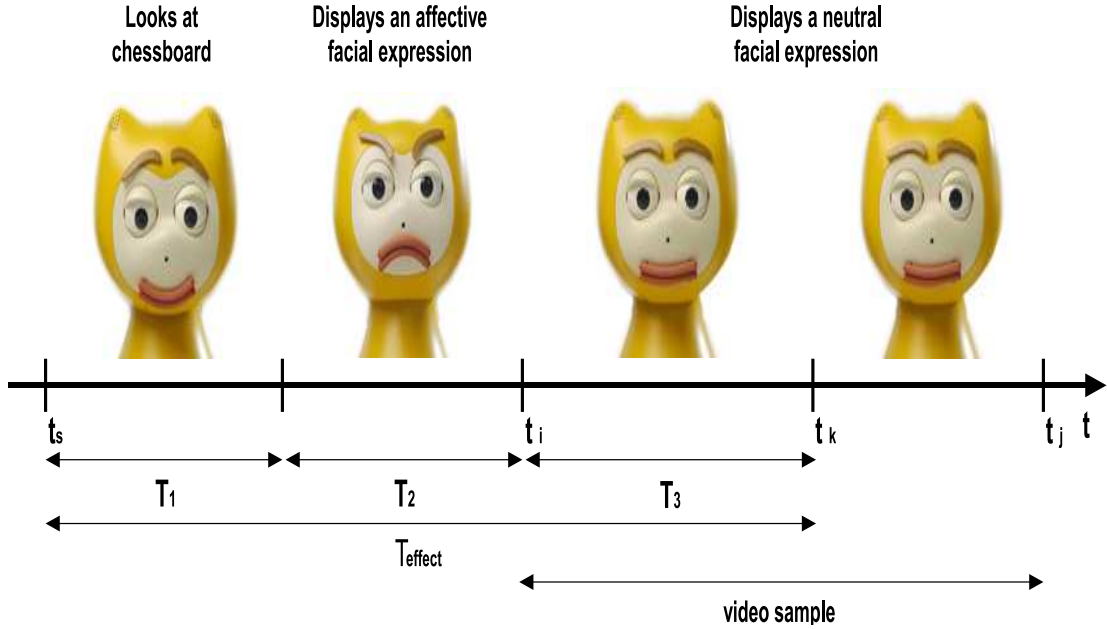 Looks at
chessboard
Displays an affective
facial expression
Displays a neutral
facial expression
ts
ti
tk
tj
t
T1
T2
T3
Teffect
video sample